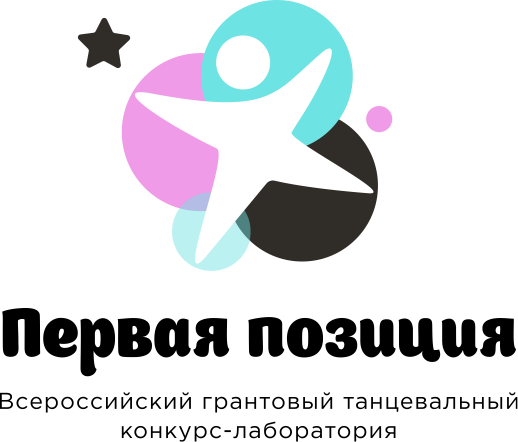 Первая позиция
Всероссийский грантовый танцевальный
конкурс-лаборатория